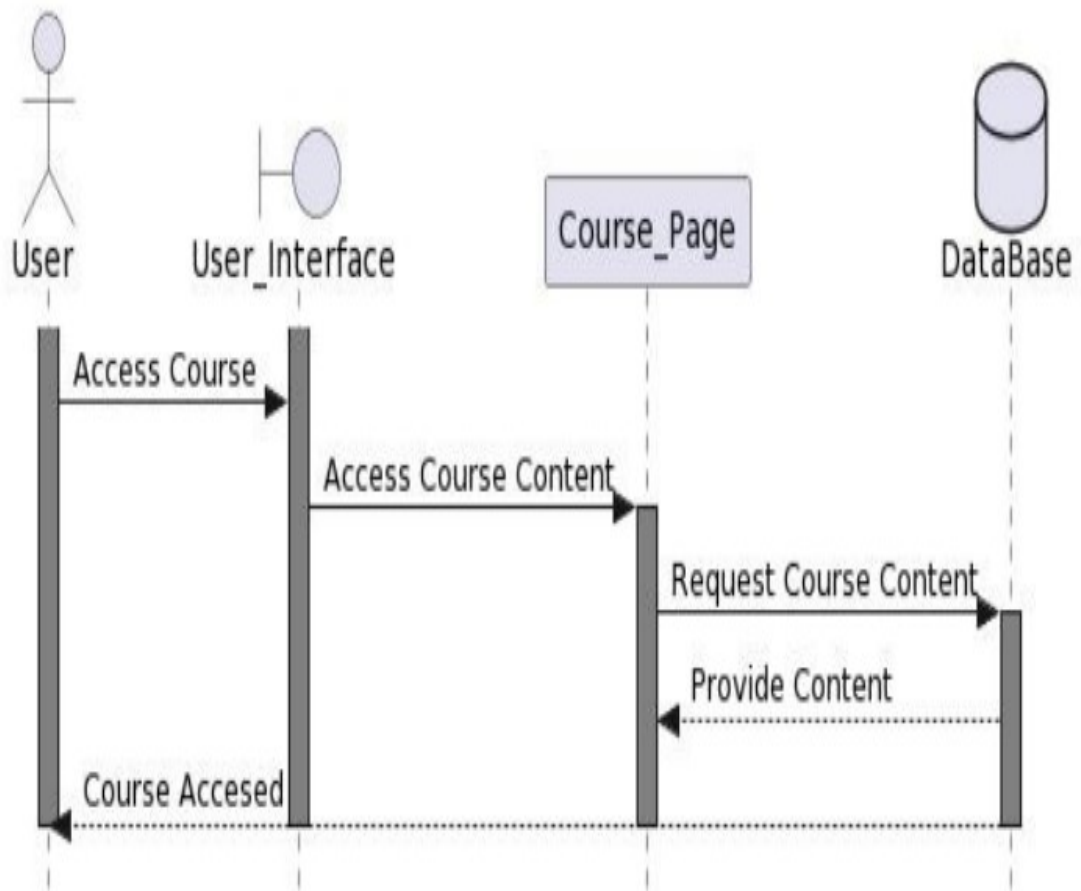 User
User_Interface
Course_Page
DataBase
Access Course
Access Course Content
Request Course Content
Provide Content
Course Accesed